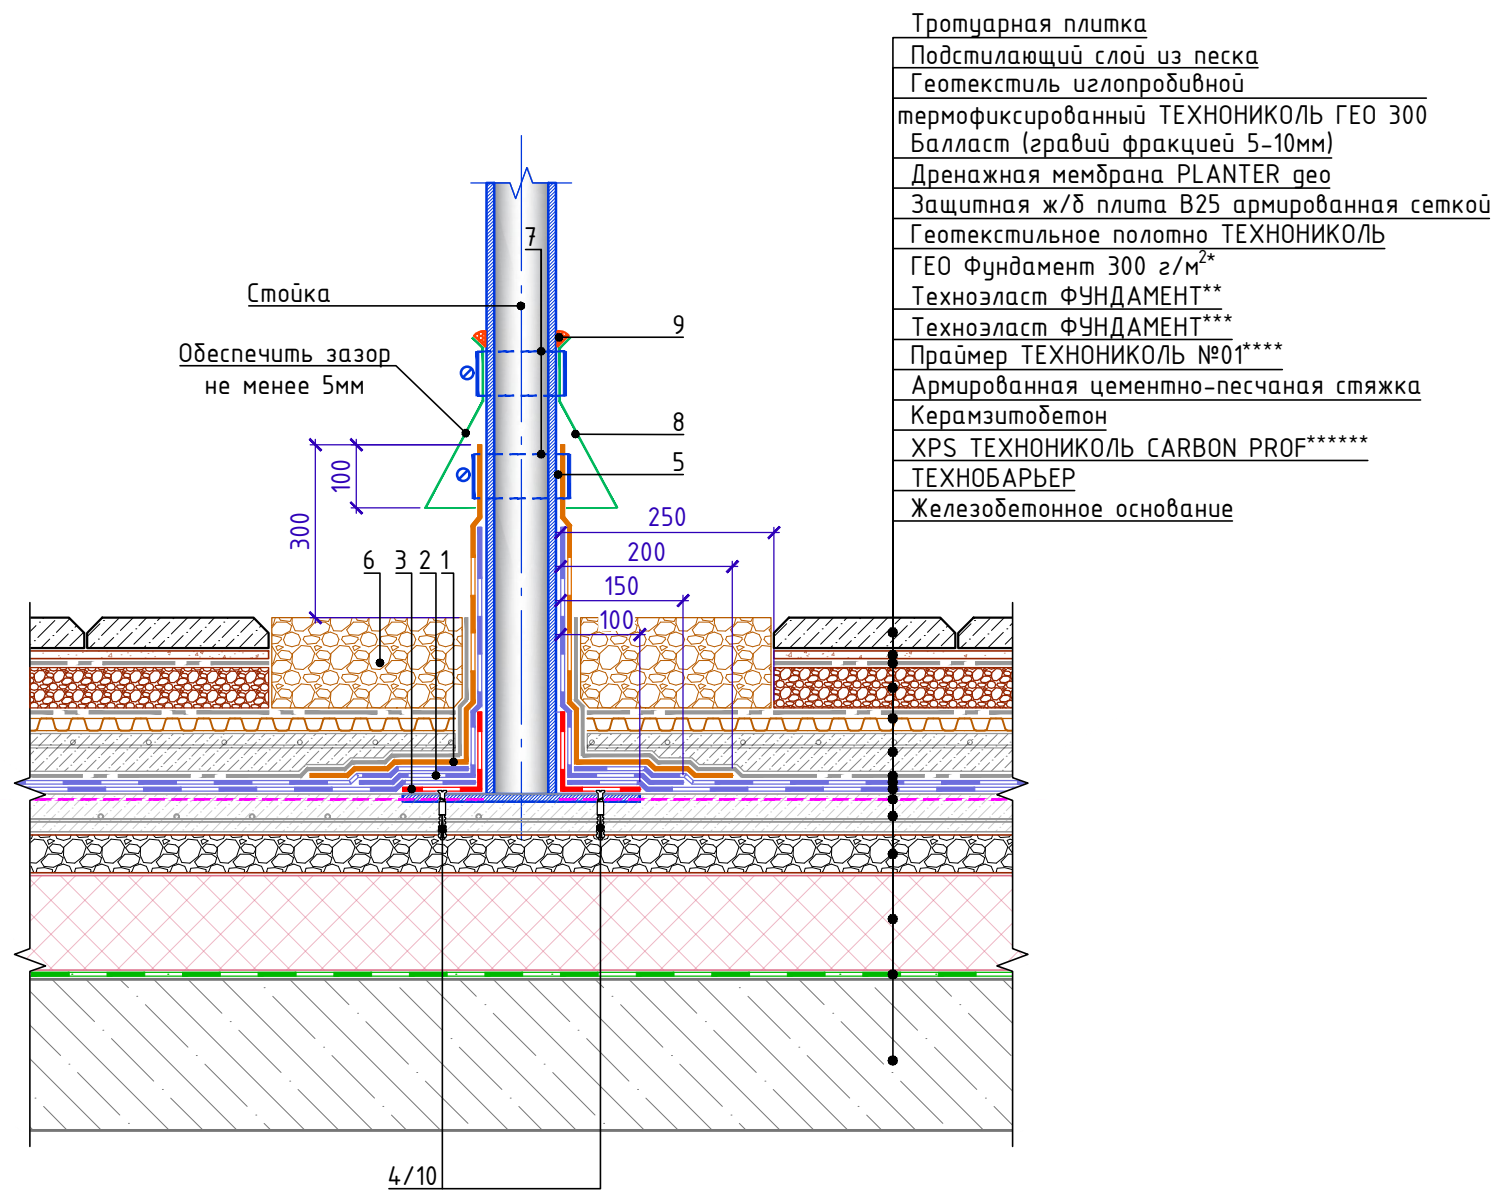 Тротуарная плитка
Подстилающий слой из песка
Геотекстиль иглопробивной
термофиксированный ТЕХНОНИКОЛЬ ГЕО 300
Балласт (гравий фракцией 5-10мм)
Дренажная мембрана PLANTER geo
Защитная ж/б плита В25 армированная сеткой
Геотекстильное полотно ТЕХНОНИКОЛЬ
ГЕО Фундамент 300 г/м²*
Техноэласт ФУНДАМЕНТ**
Техноэласт ФУНДАМЕНТ***
Праймер ТЕХНОНИКОЛЬ №01****
Армированная цементно-песчаная стяжка
Керамзитобетон
XPS ТЕХНОНИКОЛЬ CARBON PROF******
ТЕХНОБАРЬЕР
Железобетонное основание
7
Стойка
9
Обеспечить зазор
не менее 5мм
8
5
100
300
250
200
150
100
6
3
2
1
4/10